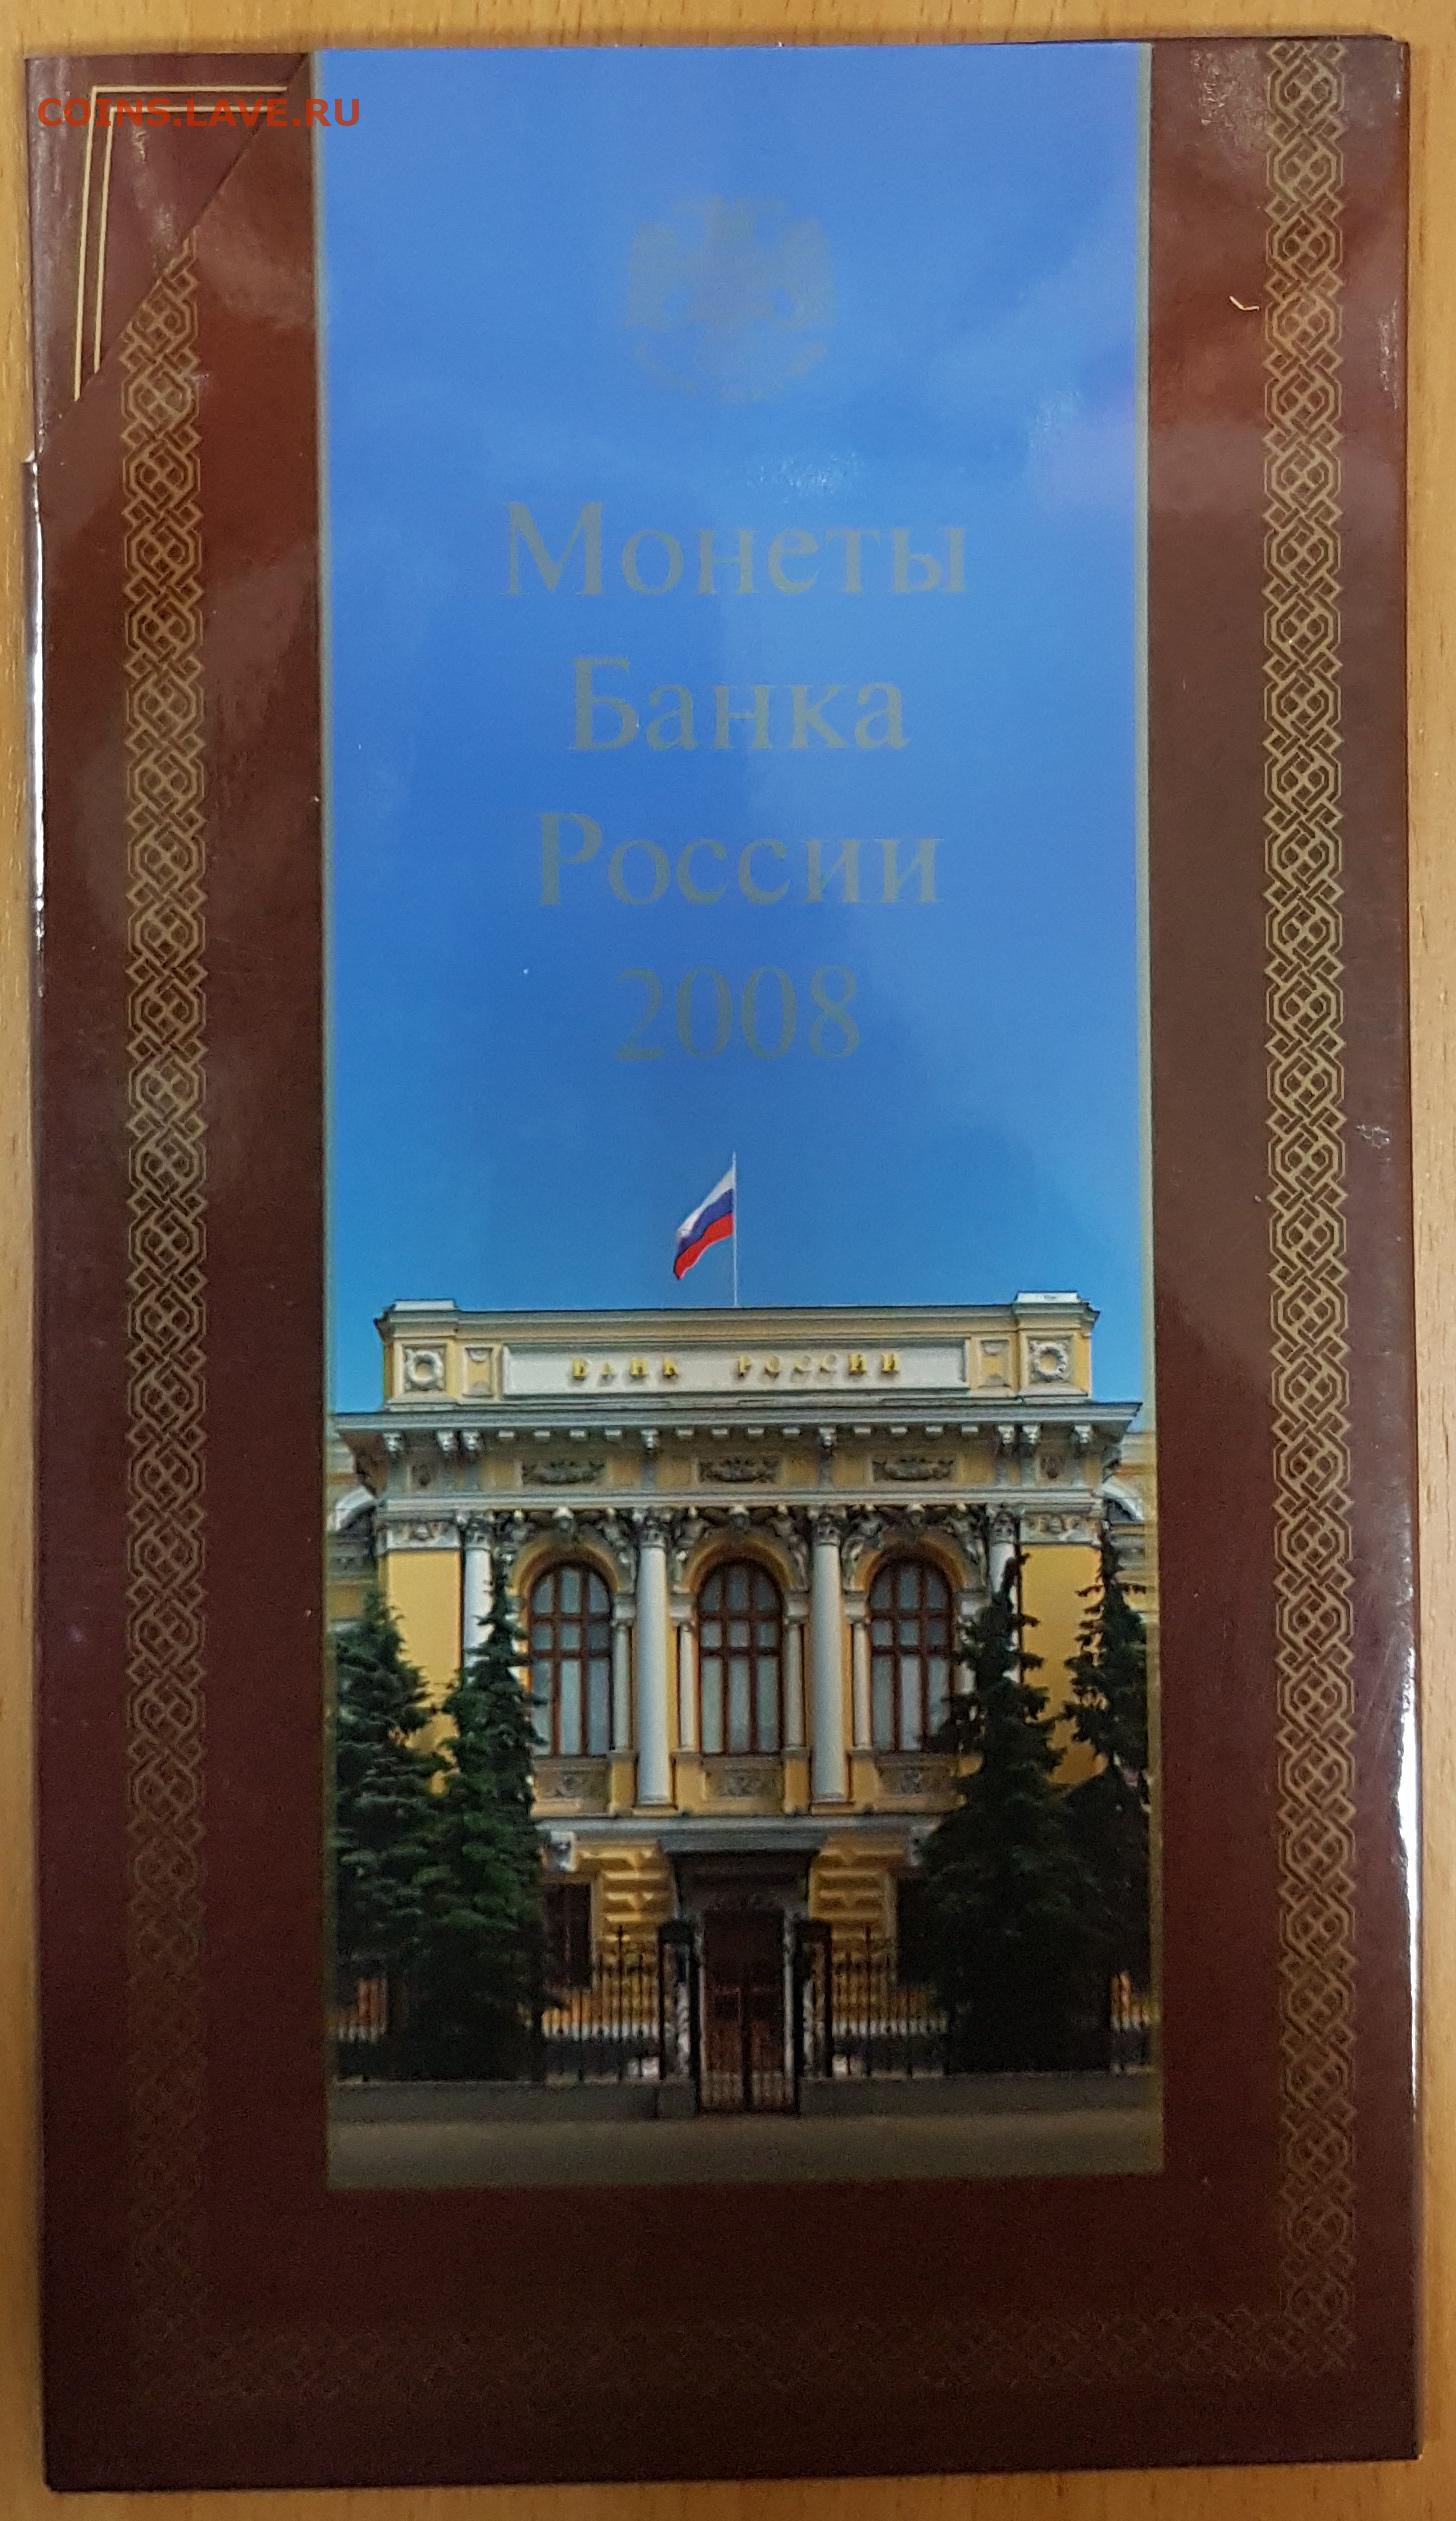 COINS.LAVE.RU
Монеты
Банка
России
2008
БАНК РОССИИ